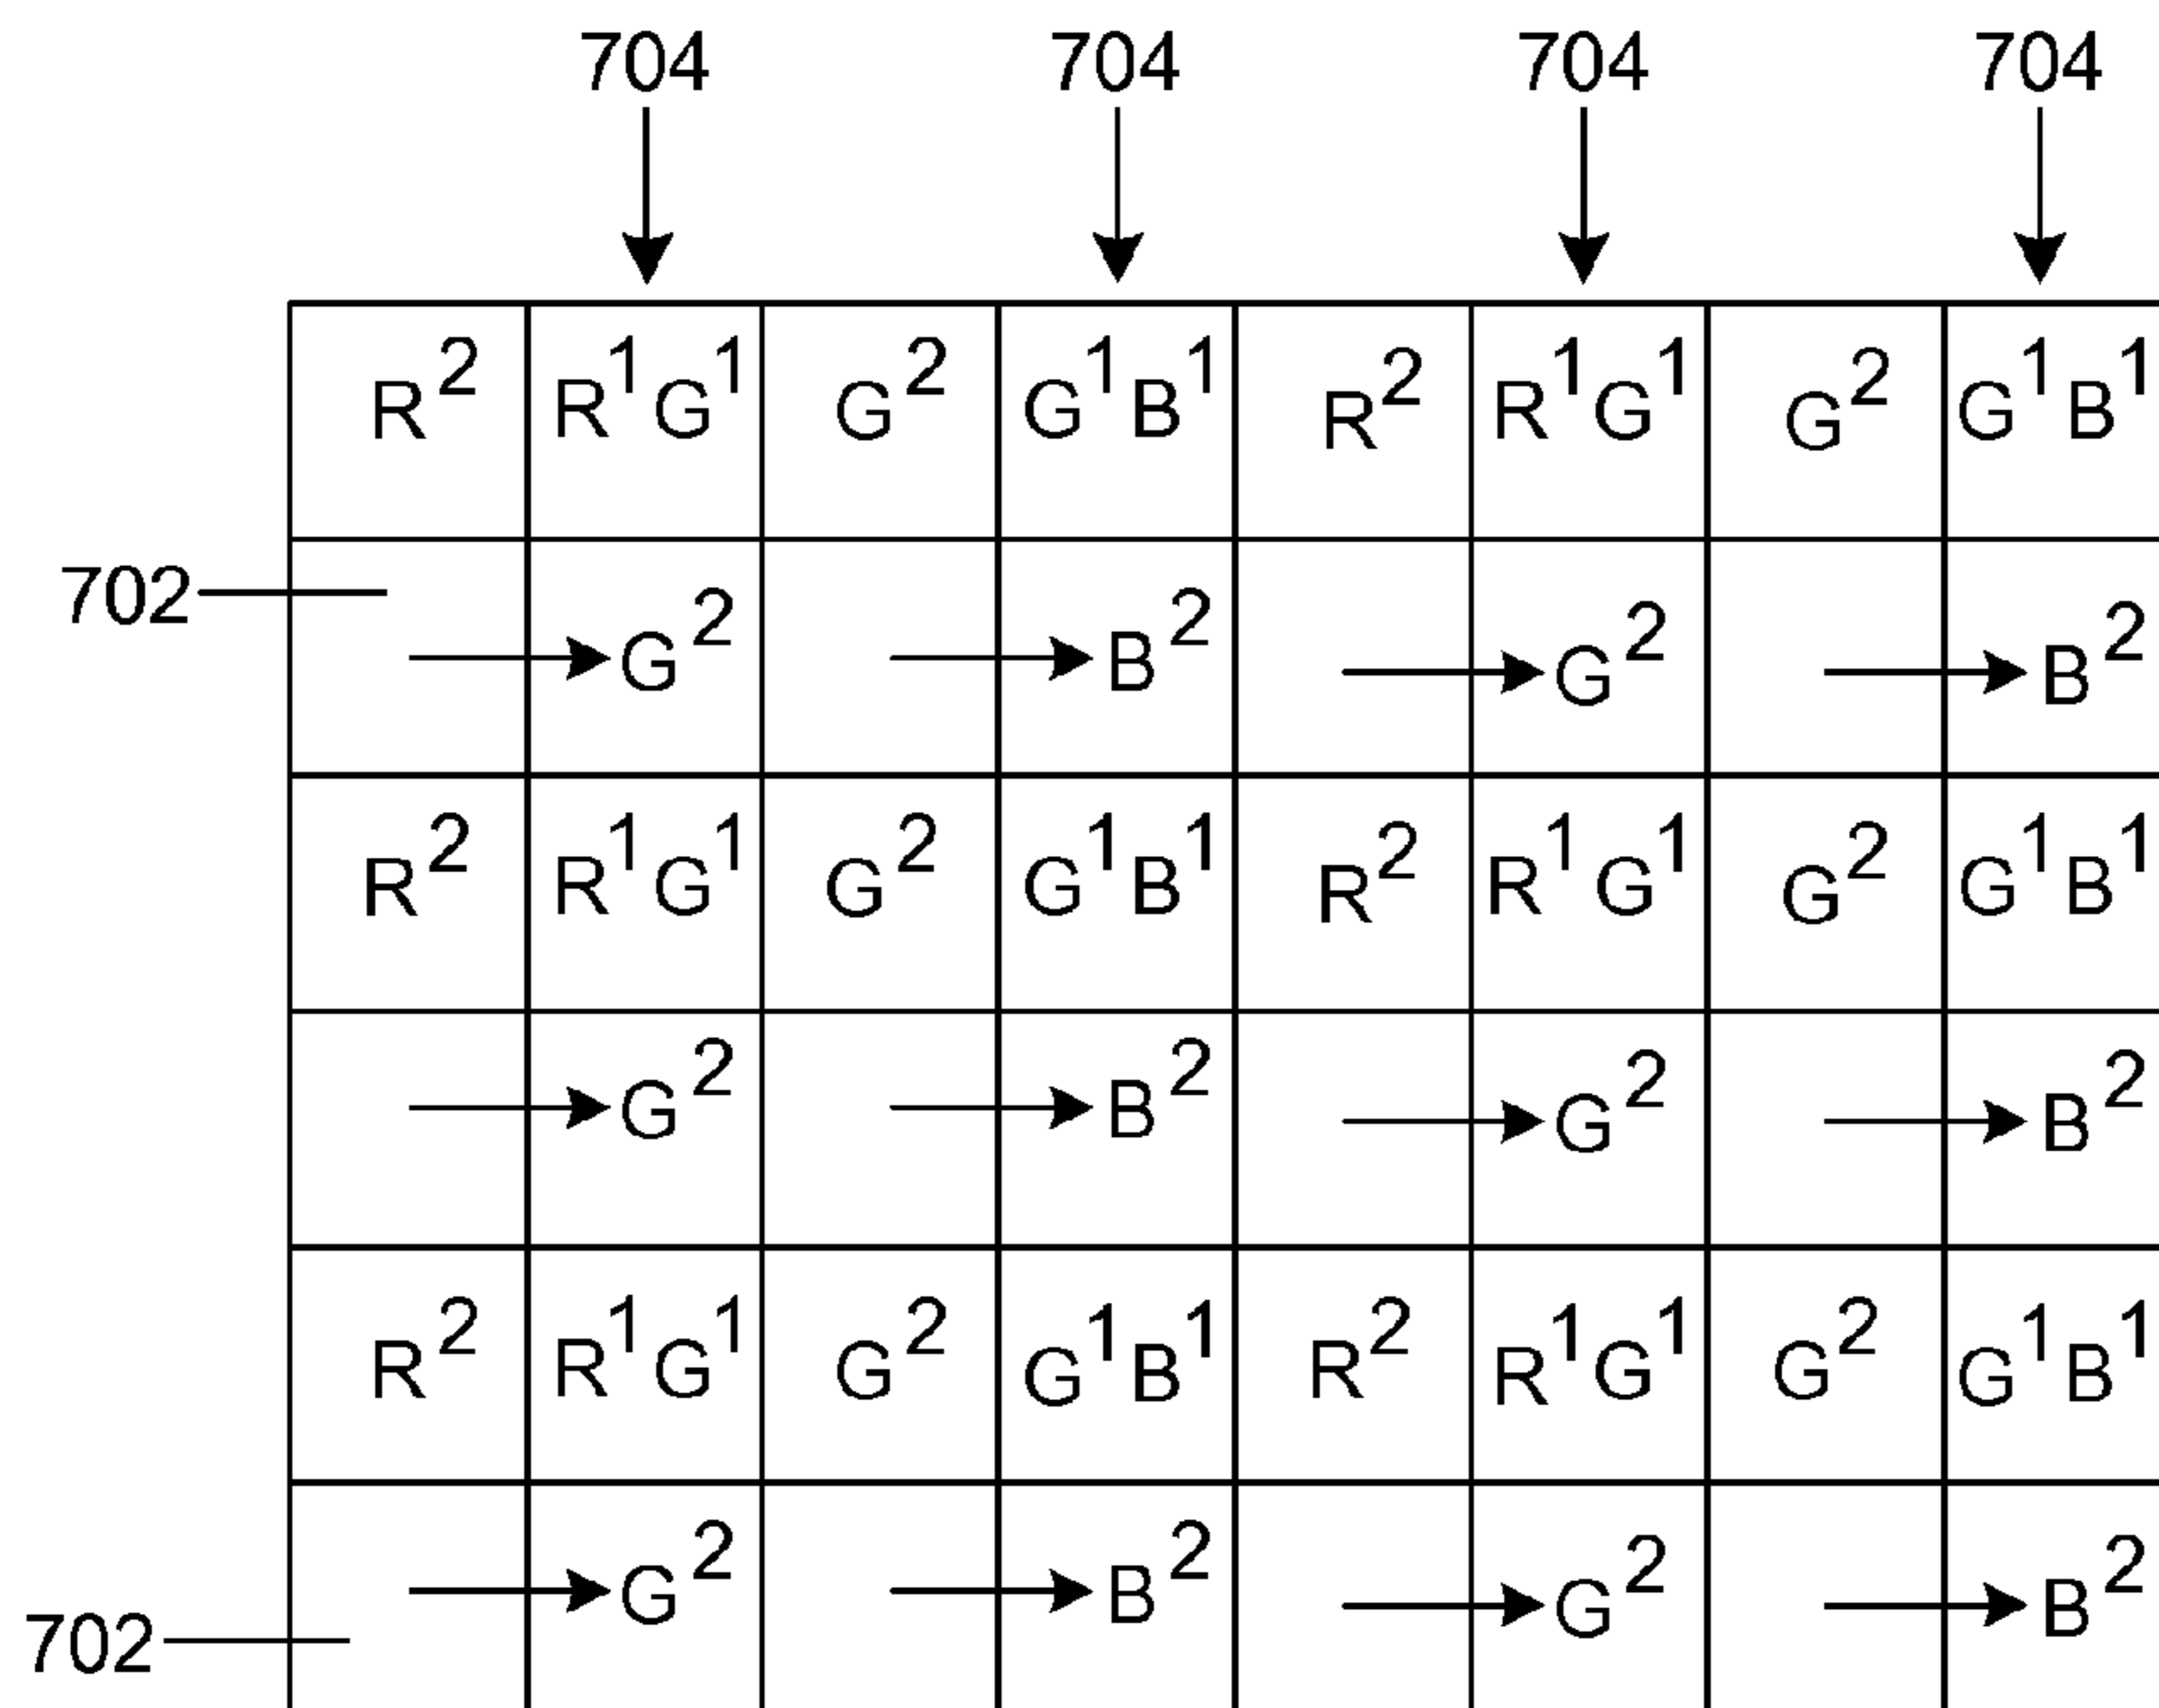 704 704 704 704
R² R¹G¹ G² G¹B¹ R² R¹G¹ G² G¹B¹
702 G² B² G² B²
R² R¹G¹ G² G¹B¹ R² R¹G¹ G² G¹B¹
G² B² G² B²
R² R¹G¹ G² G¹B¹ R² R¹G¹ G² G¹B¹
G² B² G² B²
702